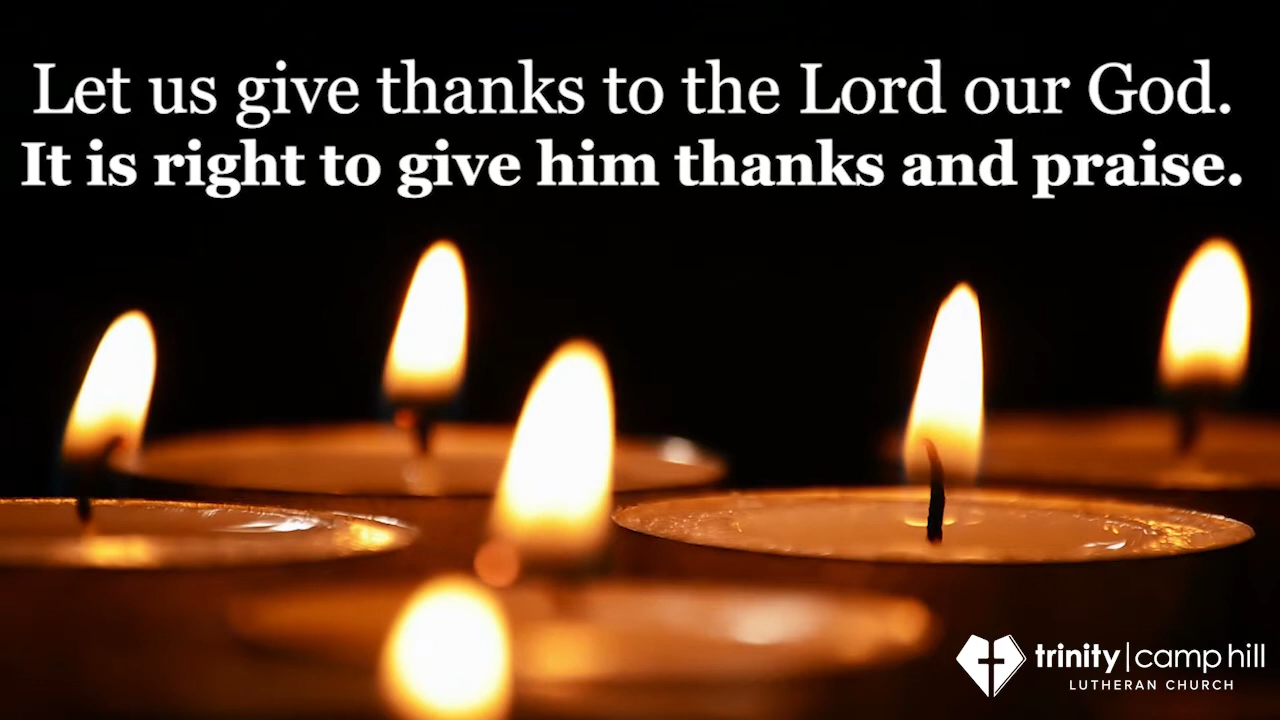 Let us give thanks to the Lord our God.
It is right to give him thanks and praise.
trinity | camp hill
LUTHERAN CHURCH